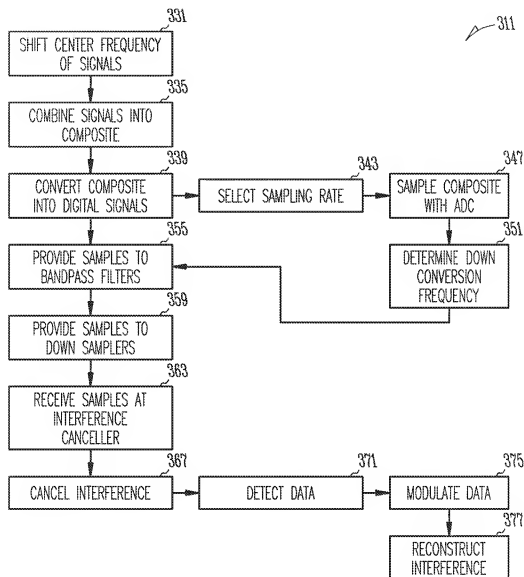 311
331
SHIFT CENTER FREQUENCY
OF SIGNALS
335
COMBINE SIGNALS INTO
COMPOSITE
339
CONVERT COMPOSITE
INTO DIGITAL SIGNALS
343
SELECT SAMPLING RATE
347
SAMPLE COMPOSITE
WITH ADC
351
DETERMINE DOWN
CONVERSION
FREQUENCY
355
PROVIDE SAMPLES TO
BANDPASS FILTERS
359
PROVIDE SAMPLES TO
DOWN SAMPLERS
363
RECEIVE SAMPLES AT
INTERFERENCE
CANCELLER
367
CANCEL INTERFERENCE
371
DETECT DATA
375
MODULATE DATA
377
RECONSTRUCT
INTERFERENCE